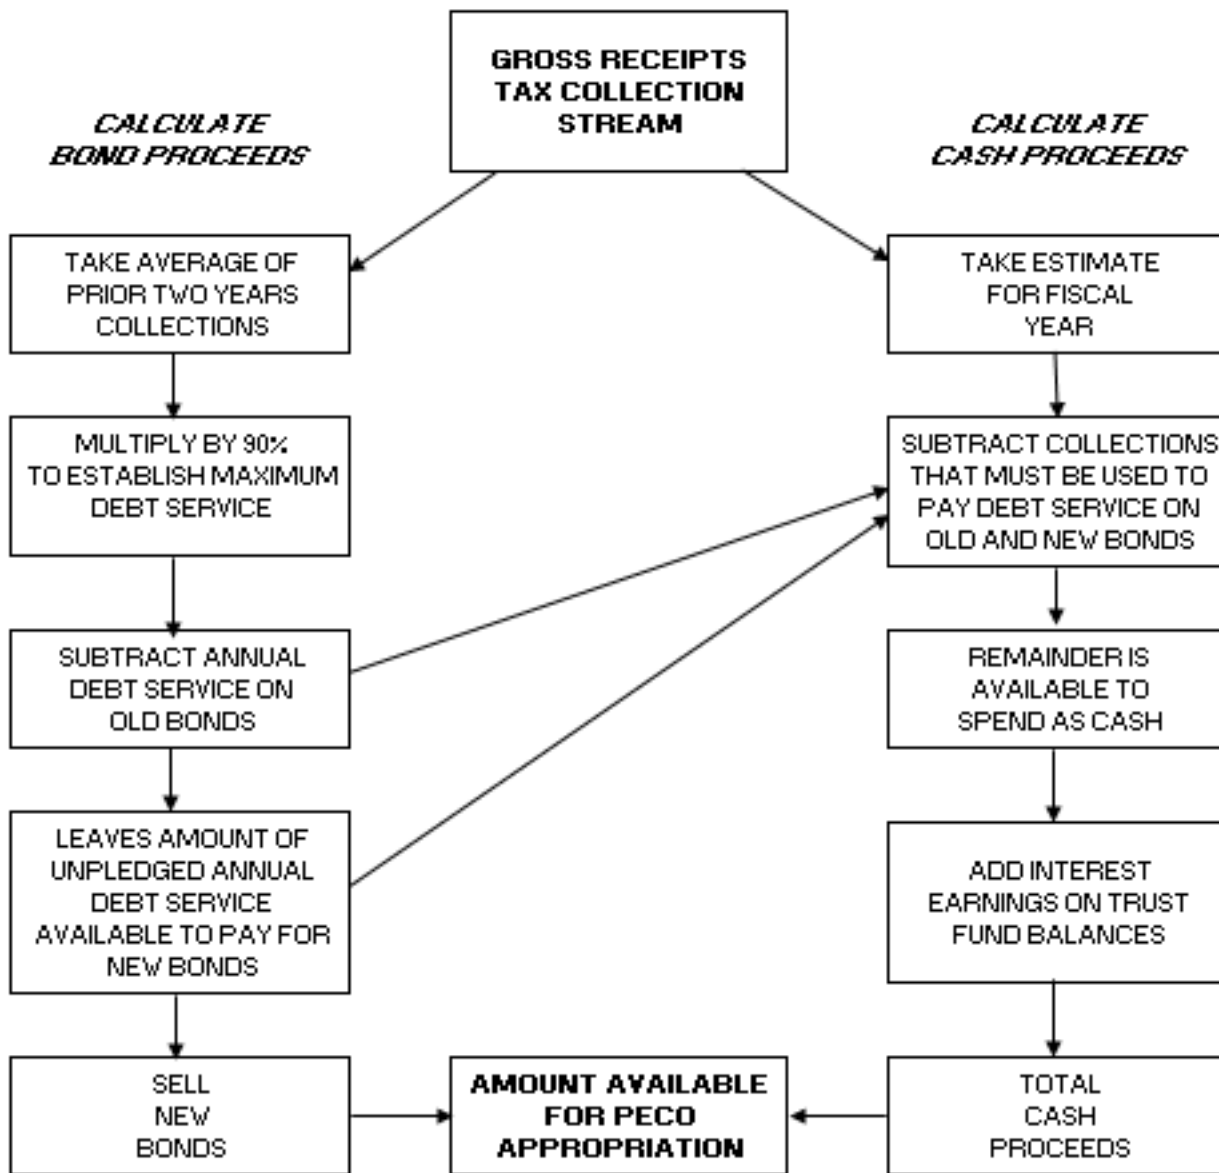 GROSS RECEIPTS
TAX COLLECTION
STREAM
CALCULATE
BOND PROCEEDS
TAKE AVERAGE OF
PRIOR TWO YEARS
COLLECTIONS
MULTIPLY BY 90%
TO ESTABLISH MAXIMUM
DEBT SERVICE
SUBTRACT ANNUAL
DEBT SERVICE ON
OLD BONDS
LEAVES AMOUNT OF
UNPLEDGED ANNUAL
DEBT SERVICE
AVAILABLE TO PAY FOR
NEW BONDS
SELL
NEW
BONDS
CALCULATE
CASH PROCEEDS
TAKE ESTIMATE
FOR FISCAL
YEAR
SUBTRACT COLLECTIONS
THAT MUST BE USED TO
PAY DEBT SERVICE ON
OLD AND NEW BONDS
REMAINDER IS
AVAILABLE TO
SPEND AS CASH
ADD INTEREST
EARNINGS ON TRUST
FUND BALANCES
TOTAL
CASH
PROCEEDS
AMOUNT AVAILABLE
FOR PECO
APPROPRIATION